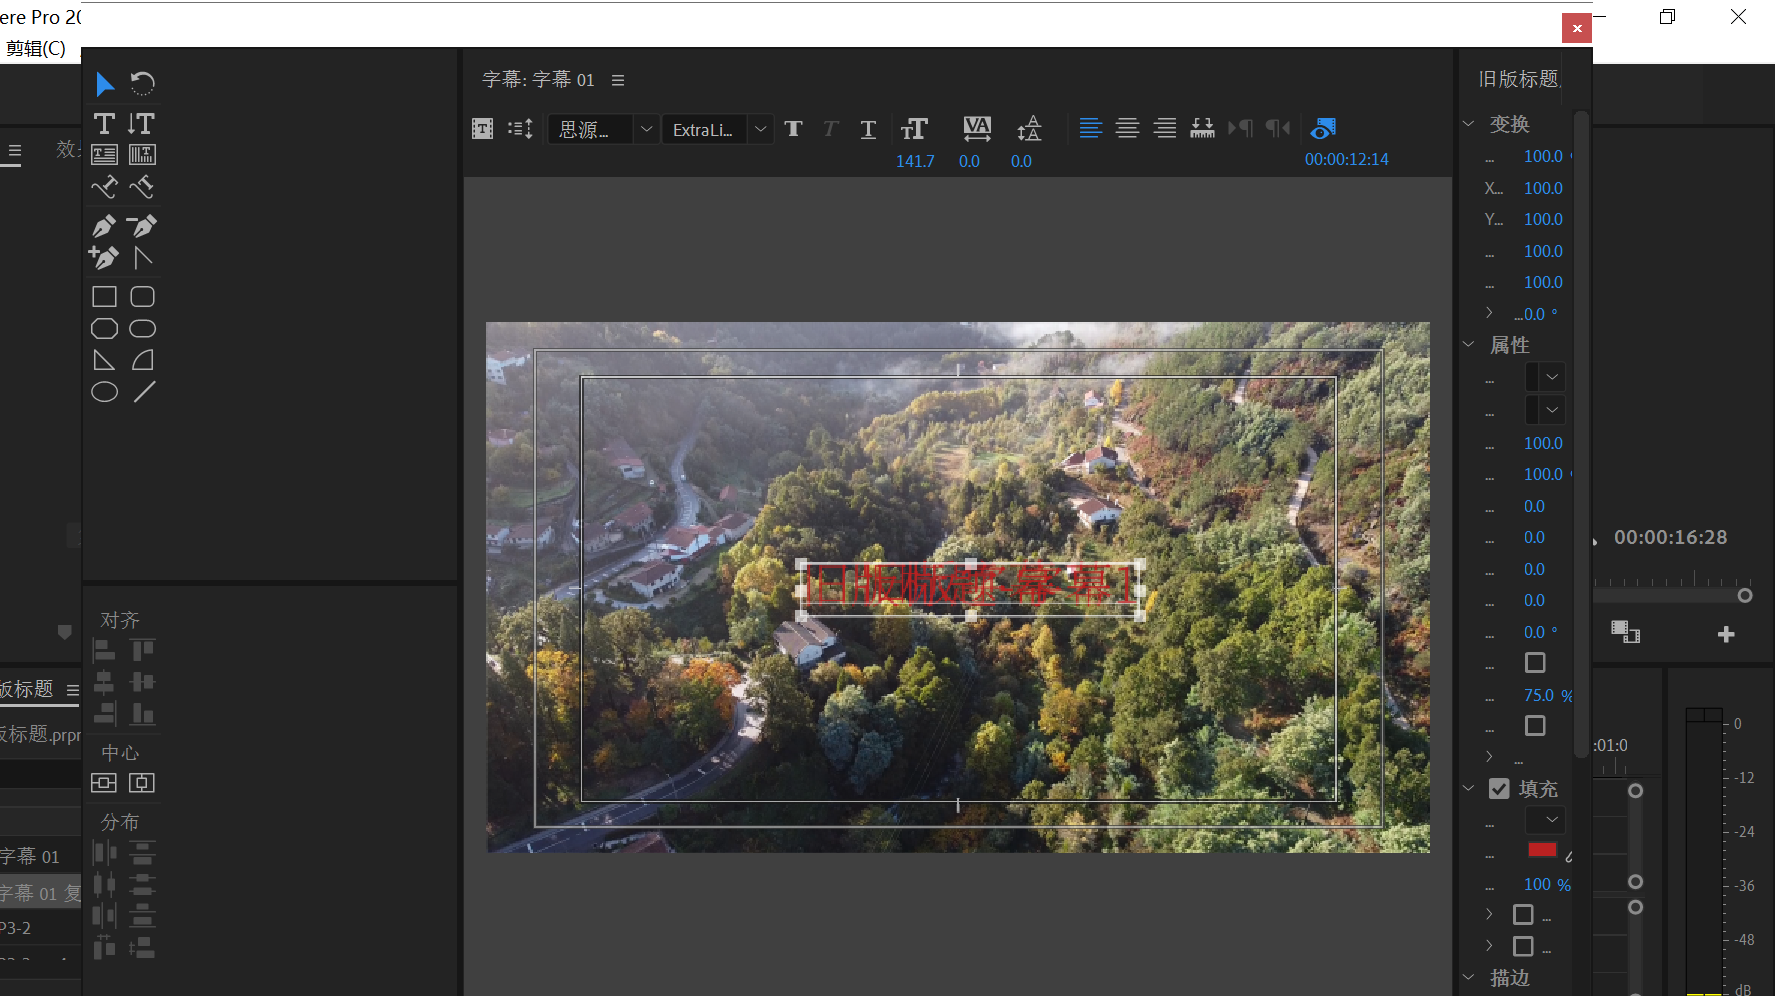 ere Pro 20
剪辑(C)
效
字幕: 字幕 01
旧版标题
思源...
ExtraLi...
141.7
0.0
0.0
00:00:12:14
变换
... 100.0
X... 100.0
Y... 100.0
... 100.0
... 100.0
...0.0 °
属性
...
...
... 100.0
... 100.0
... 0.0
... 0.0
... 0.0
... 0.0
... 0.0 °
...
... 75.0 %
...
...
填充
...
...
... 100 %
...
...
描边
对齐
中心
分布
版标题
版标题.prpr
字幕 01
字幕 01 复
P3-2
00:00:16:28
:01:0
0
-12
-24
-36
-48
dB